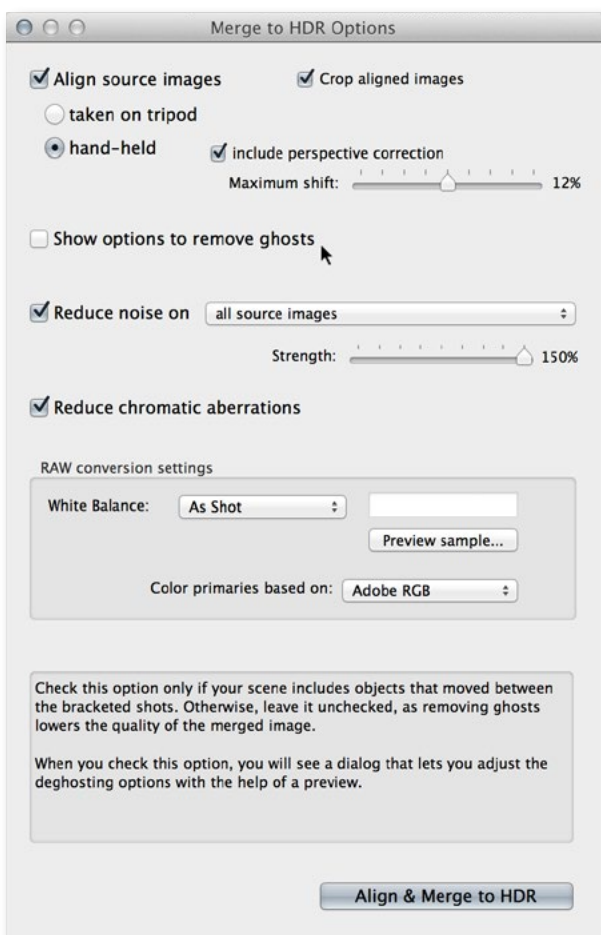 Merge to HDR Options
Align source images
Crop aligned images
taken on tripod
hand-held
include perspective correction
Maximum shift: 12%
Show options to remove ghosts
Reduce noise on all source images
Strength: 150%
Reduce chromatic aberrations
RAW conversion settings
White Balance: As Shot
Preview sample...
Color primaries based on: Adobe RGB
Check this option only if your scene includes objects that moved between
the bracketed shots. Otherwise, leave it unchecked, as removing ghosts
lowers the quality of the merged image.
When you check this option, you will see a dialog that lets you adjust the
deghosting options with the help of a preview.
Align & Merge to HDR